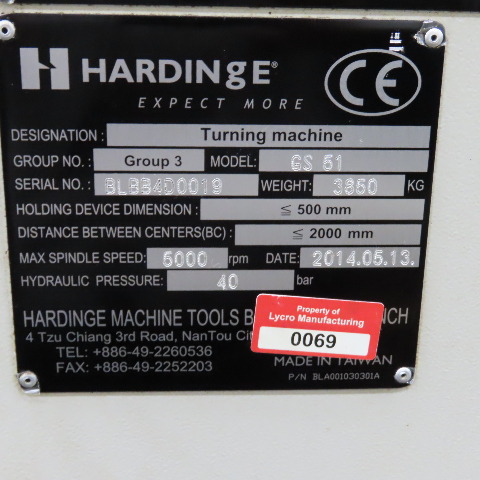 H HARDINgE®
EXPECT MORE
CE
DESIGNATION : Turning machine
GROUP NO. : Group 3 MODEL: GS 51
SERIAL NO. : BLBB4D0019 WEIGHT: 3850 KG
HOLDING DEVICE DIMENSION : ≦ 500 mm
DISTANCE BETWEEN CENTERS(BC) : ≦ 2000 mm
MAX SPINDLE SPEED: 5000 rpm DATE: 2014.05.13.
HYDRAULIC PRESSURE: 40 bar
HARDINGE MACHINE TOOLS B
4 Tzu Chiang 3rd Road, NanTou
TEL: +886-49-2260536
FAX: +886-49-2252203
Property of
Lycro Manufacturing
0069
MADE IN TAIWAN
P/N BLA001030301A